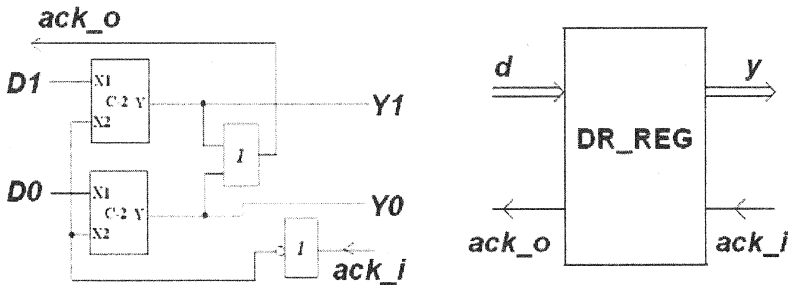 ack_o
D1
X1
C-2 Y
X2
Y1
1
D0
X1
C-2 Y
X2
Y0
1
ack_i
d
y
DR_REG
ack_o
ack_i